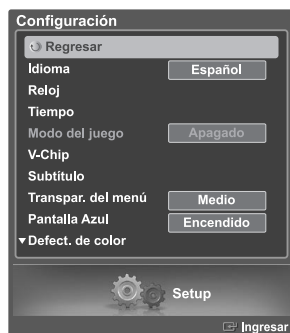 Configuración
Regresar
Idioma Español
Reloj
Tiempo
Modo del juego Apagado
V-Chip
Subtítulo
Transpar. del menú Medio
Pantalla Azul Encendido
▼Defect. de color
Setup
Ingresar